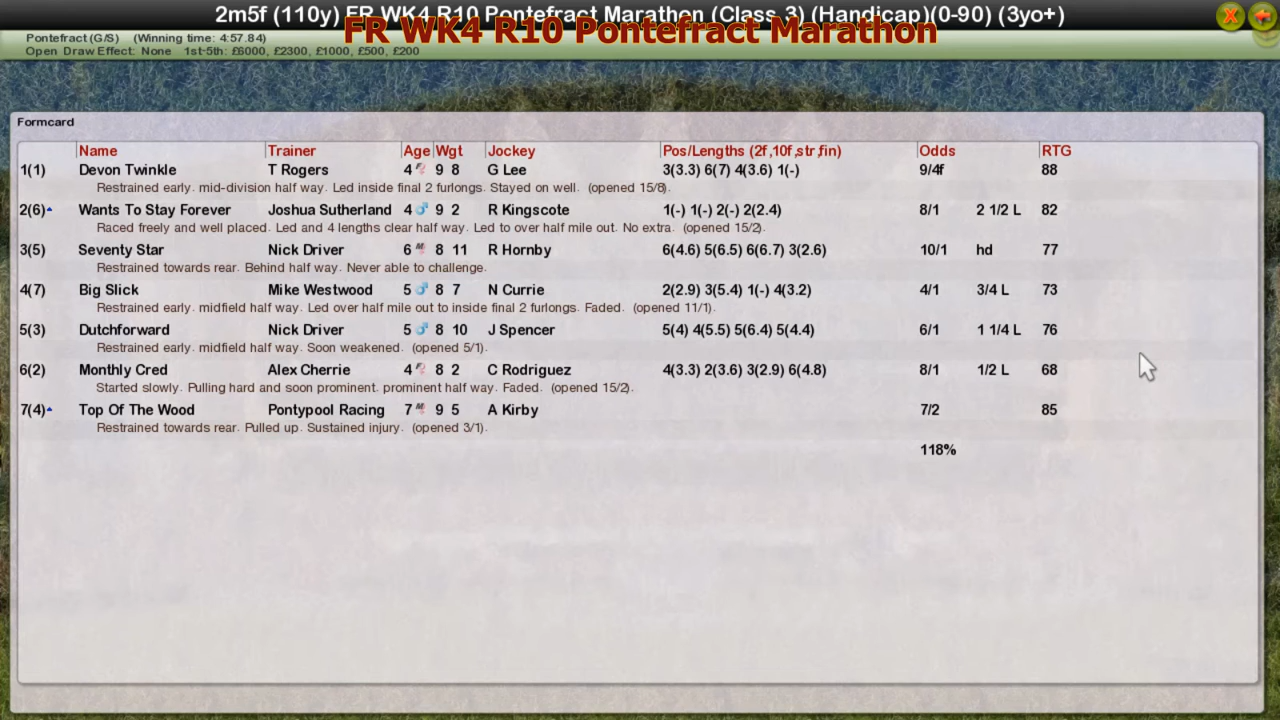 2m5f (110y) FR WK4 R10 Pontefract Marathon (Class 3) (Handicap)(0-90) (3yo+)
FR WK4 R10 Pontefract Marathon
Pontefract(G/S) (Winning time: 4:57.84)
Open Draw Effect: None 1st-5th: £6000, £2300, £1000, £500, £200
Formcard
Name Trainer Age Wgt Jockey Pos/Lengths (2f,10f,str,fin) Odds RTG
1(1) Devon Twinkle T Rogers 4 9 8 G Lee 3(3.3) 6(7) 4(3.6) 1(-) 9/4f 88
Restrained early. mid-division half way. Led inside final 2 furlongs. Stayed on well. (opened 15/8).
2(6) Wants To Stay Forever Joshua Sutherland 4 9 2 R Kingscote 1(-) 1(-) 2(-) 2(2.4) 8/1 2 1/2 L 82
Raced freely and well placed. Led and 4 lengths clear half way. Led to over half mile out. No extra. (opened 15/2).
3(5) Seventy Star Nick Driver 6 M 8 11 R Hornby 6(4.6) 5(6.5) 6(6.7) 3(2.6) 10/1 hd 77
Restrained towards rear. Behind half way. Never able to challenge.
4(7) Big Slick Mike Westwood 5 8 7 N Currie 2(2.9) 3(5.4) 1(-) 4(3.2) 4/1 3/4 L 73
Restrained early. midfield half way. Led over half mile out to inside final 2 furlongs. Faded. (opened 11/1).
5(3) Dutchforward Nick Driver 5 8 10 J Spencer 5(4) 4(5.5) 5(6.4) 5(4.4) 6/1 1 1/4 L 76
Restrained early. midfield half way. Soon weakened. (opened 5/1).
6(2) Monthly Cred Alex Cherrie 4 8 2 C Rodriguez 4(3.3) 2(3.6) 3(2.9) 6(4.8) 8/1 1/2 L 68
Started slowly. Pulling hard and soon prominent. prominent half way. Faded. (opened 15/2).
7(4) Top Of The Wood Pontypool Racing 7 M 9 5 A Kirby 7/2 85
Restrained towards rear. Pulled up. Sustained injury. (opened 3/1).
118%